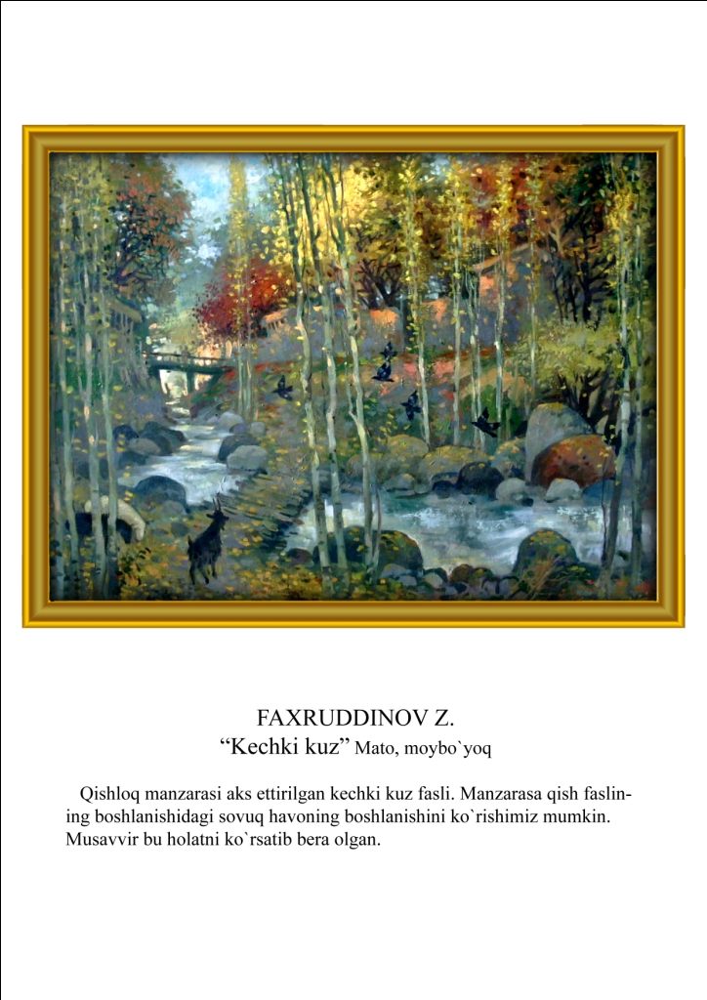 FAXRUDDINOV Z.
“Kechki kuz” Mato, moybo`yoq
Qishloq manzarasi aks ettirilgan kechki kuz fasli. Manzarasa qish faslin-
ing boshlanishidagi sovuq havoning boshlanishini ko`rishimiz mumkin.
Musavvir bu holatni ko`rsatib bera olgan.